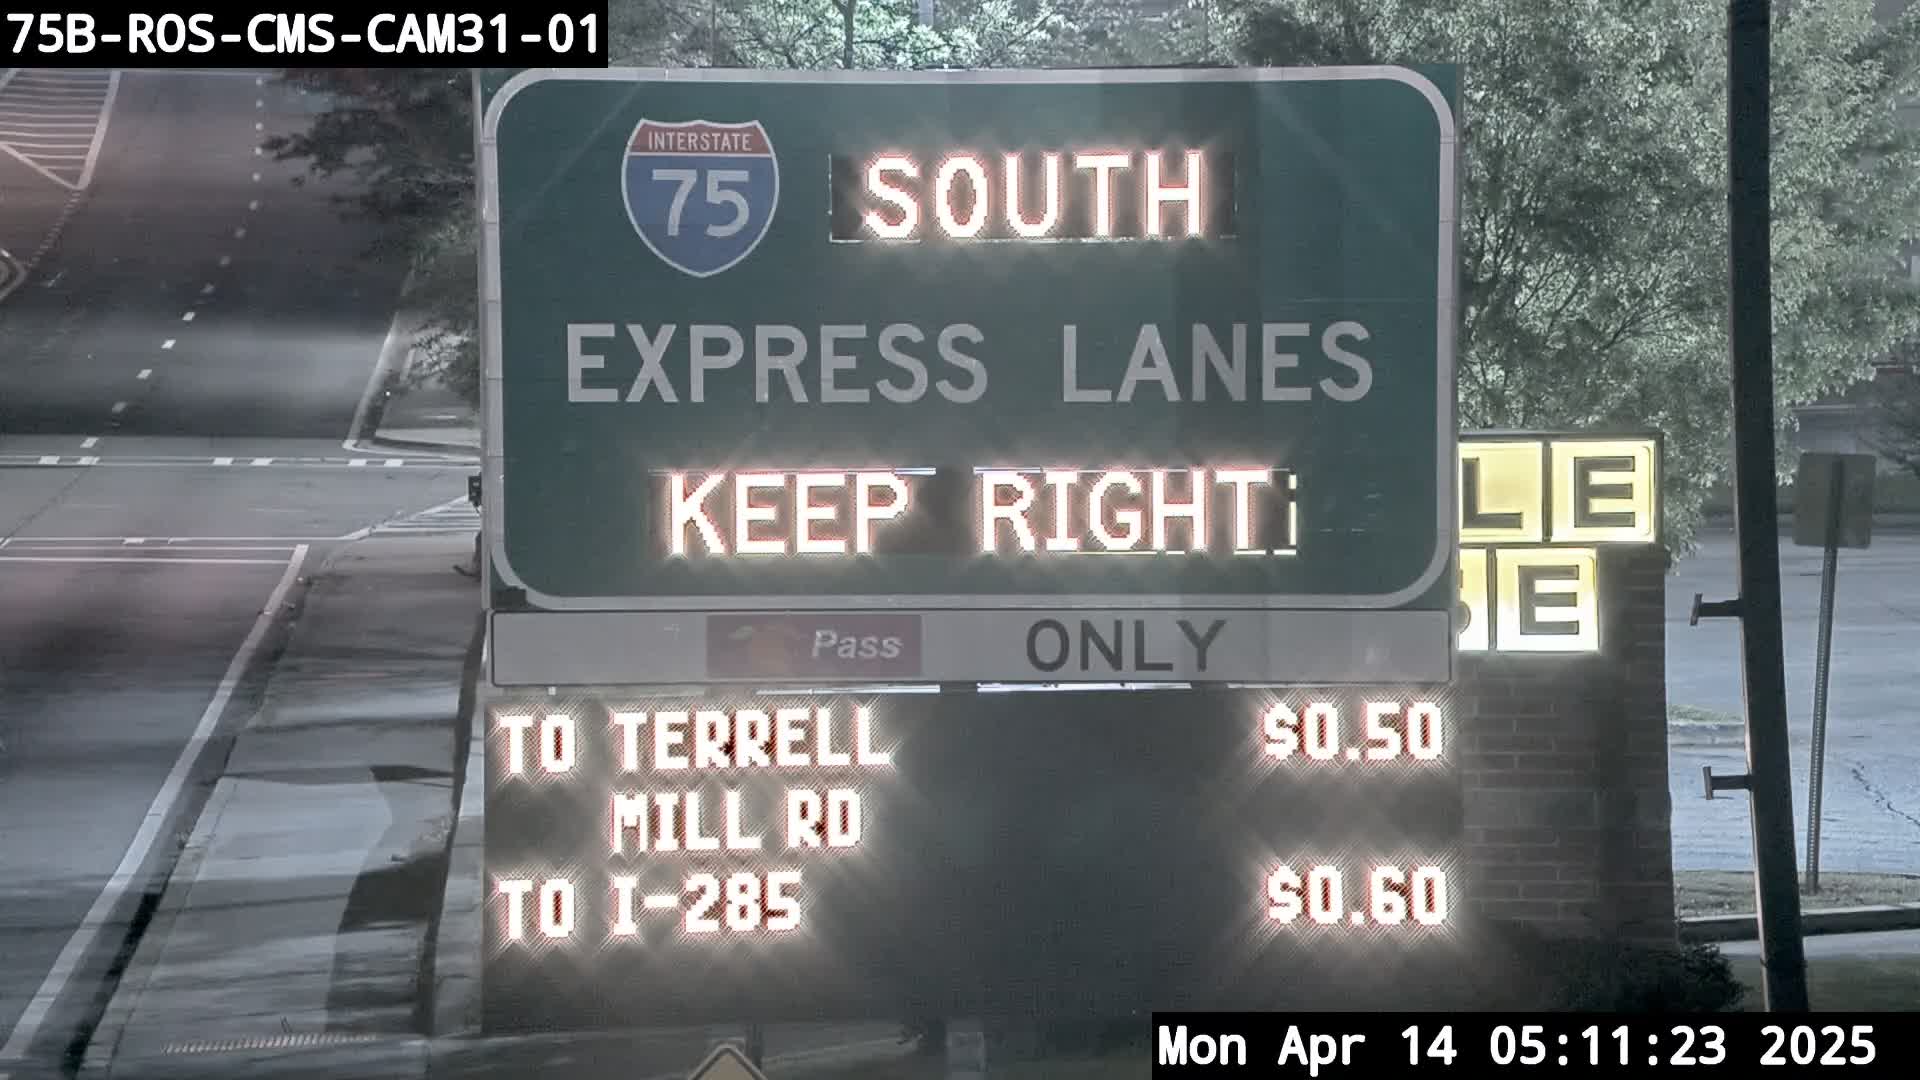 75B-ROS-CMS-CAM31-01
INTERSTATE
75
SOUTH
EXPRESS LANES
KEEP RIGHT
Pass ONLY
TO TERRELL $0.50
MILL RD
TO I-285 $0.60
LE
E
Mon Apr 14 05:11:23 2025